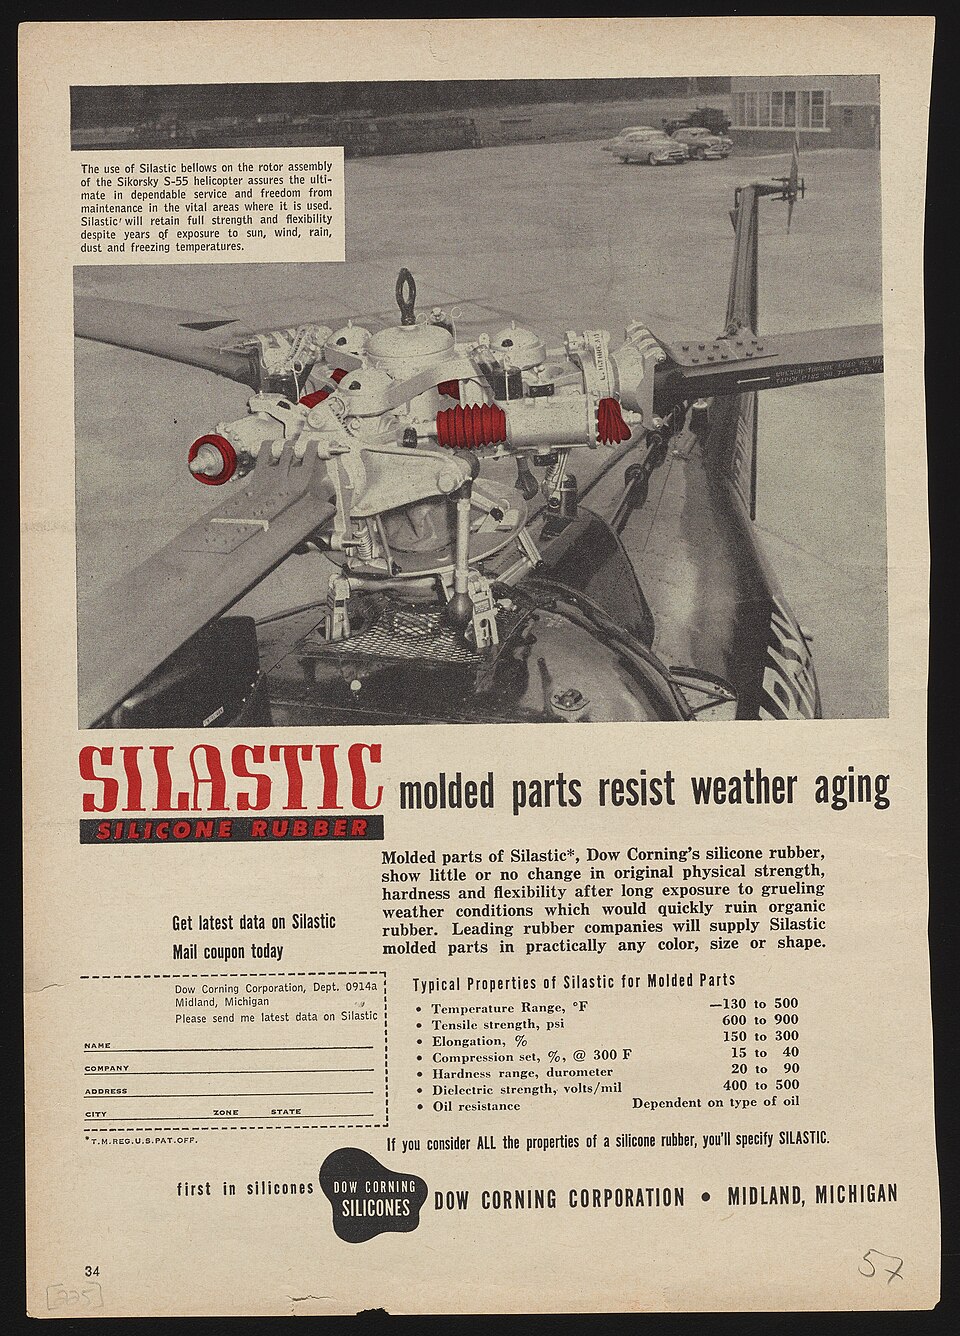 The use of Silastic bellows on the rotor assembly
of the Sikorsky S-55 helicopter assures the ulti-
mate in dependable service and freedom from
maintenance in the vital areas where it is used.
Silastic will retain full strength and flexibility
despite years of exposure to sun, wind, rain,
dust and freezing temperatures.
SILASTIC
SILICONE RUBBER
molded parts resist weather aging
Molded parts of Silastic*, Dow Corning's silicone rubber,
show little or no change in original physical strength,
hardness and flexibility after long exposure to grueling
weather conditions which would quickly ruin organic
rubber. Leading rubber companies will supply Silastic
molded parts in practically any color, size or shape.
Get latest data on Silastic
Mail coupon today
Dow Corning Corporation, Dept. 0914a
Midland, Michigan
Please send me latest data on Silastic
NAME
COMPANY
ADDRESS
CITY ZONE STATE
*T.M.REG.U.S.PAT.OFF.
Typical Properties of Silastic for Molded Parts
• Temperature Range, °F —130 to 500
• Tensile strength, psi 600 to 900
• Elongation, % 150 to 300
• Compression set, %, @ 300 F 15 to 40
• Hardness range, durometer 20 to 90
• Dielectric strength, volts/mil 400 to 500
• Oil resistance Dependent on type of oil
If you consider ALL the properties of a silicone rubber, you'll specify SILASTIC.
first in silicones
DOW CORNING
SILICONES
DOW CORNING CORPORATION • MIDLAND, MICHIGAN
34
[225]
57